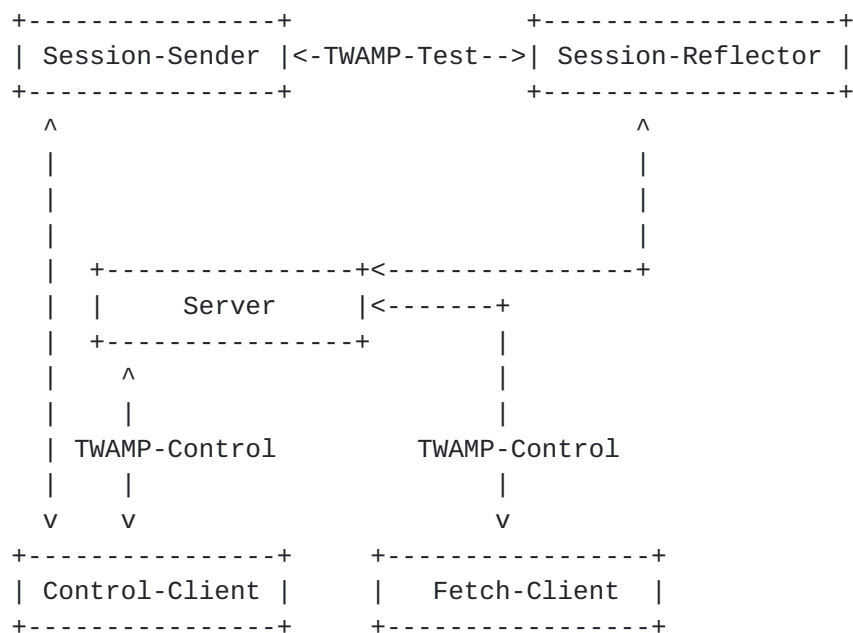 Session-Sender <-TWAMP-Test--> Session-Reflector
Server
TWAMP-Control TWAMP-Control
Control-Client Fetch-Client